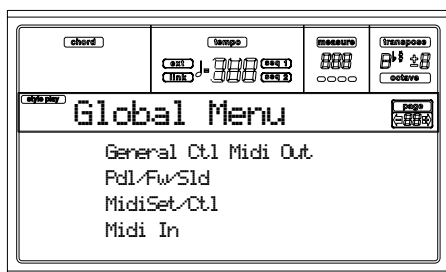 chord tempo measure transpose
ext seq 1
link seq 2
octave
style play Global Menu page
General Ctl Midi Out
Pdl/Fw/Sld
MidiSet/Ctl
Midi In